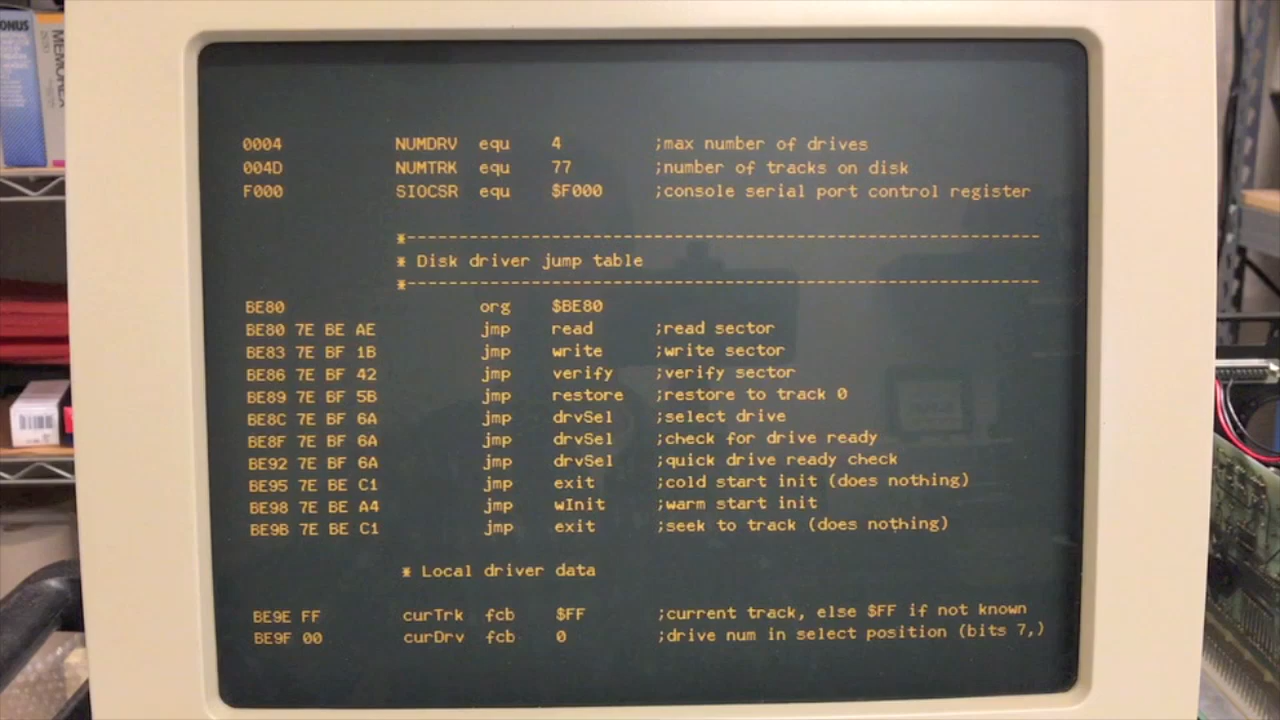 ONUS
MEMOREX
0004 NUMDRV equ 4 ;max number of drives
004D NUMTRK equ 77 ;number of tracks on disk
F000 SIOCSR equ $F000 ;console serial port control register
*-------------------------------------------------------------
* Disk driver jump table
*-------------------------------------------------------------
BE80 org $BE80
BE80 7E BE AE jmp read ;read sector
BE83 7E BF 1B jmp write ;write sector
BE86 7E BF 42 jmp verify ;verify sector
BE89 7E BF 5B jmp restore ;restore to track 0
BE8C 7E BF 6A jmp drvSel ;select drive
BE8F 7E BF 6A jmp drvSel ;check for drive ready
BE92 7E BF 6A jmp drvSel ;quick drive ready check
BE95 7E BE C1 jmp exit ;cold start init (does nothing)
BE98 7E BE A4 jmp wInit ;warm start init
BE9B 7E BE C1 jmp exit ;seek to track (does nothing)
* Local driver data
BE9E FF curTrk fcb $FF ;current track, else $FF if not known
BE9F 00 curDrv fcb 0 ;drive num in select position (bits 7,)